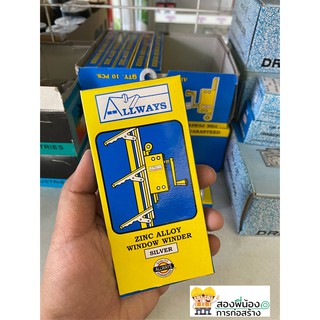 QTY. 10 PCS.
DR
GUARANTEED
ALLWAYS
ZINC ALLOY
WINDOW WINDER
SILVER
สองพี่น้อง
การก่อสร้าง